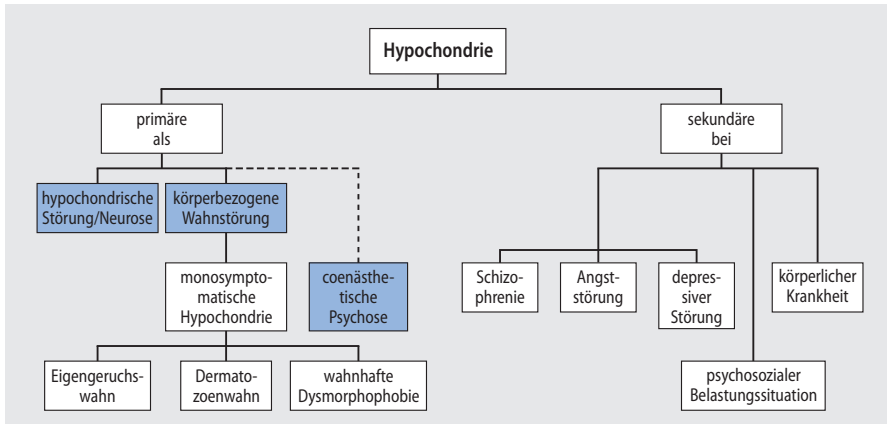 Hypochondrie
primäre
als
sekundäre
bei
hypochondrische
Störung/Neurose
körperbezogene
Wahnstörung
monosympto-
matische
Hypochondrie
coenästhe-
tische
Psychose
Schizo-
phrenie
Angst-
störung
depres-
siver
Störung
körperlicher
Krankheit
Eigengeruchs-
wahn
Dermato-
zoenwahn
wahnhafte
Dysmorphophobie
psychosozialer
Belastungssituation